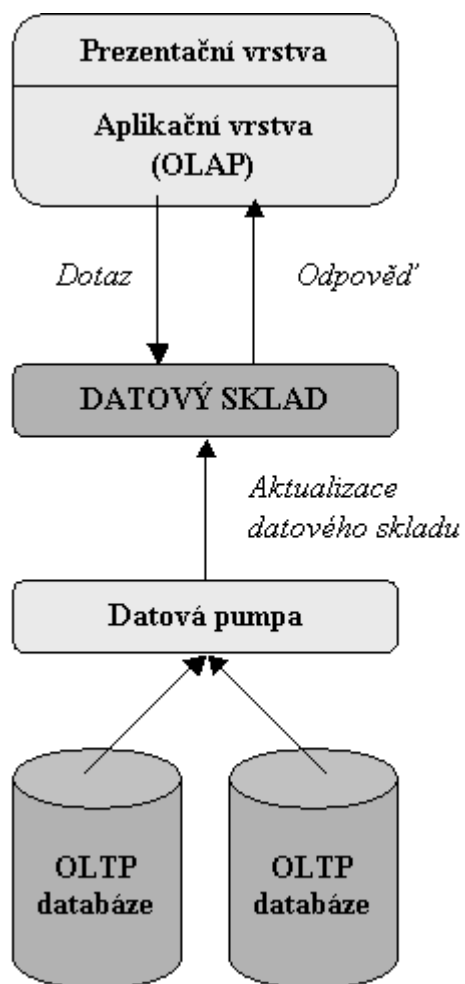 Prezentační vrstva
Aplikační vrstva
(OLAP)
Dotaz
Odpověď
DATOVÝ SKLAD
Aktualizace
datového skladu
Datová pumpa
OLTP
databáze
OLTP
databáze